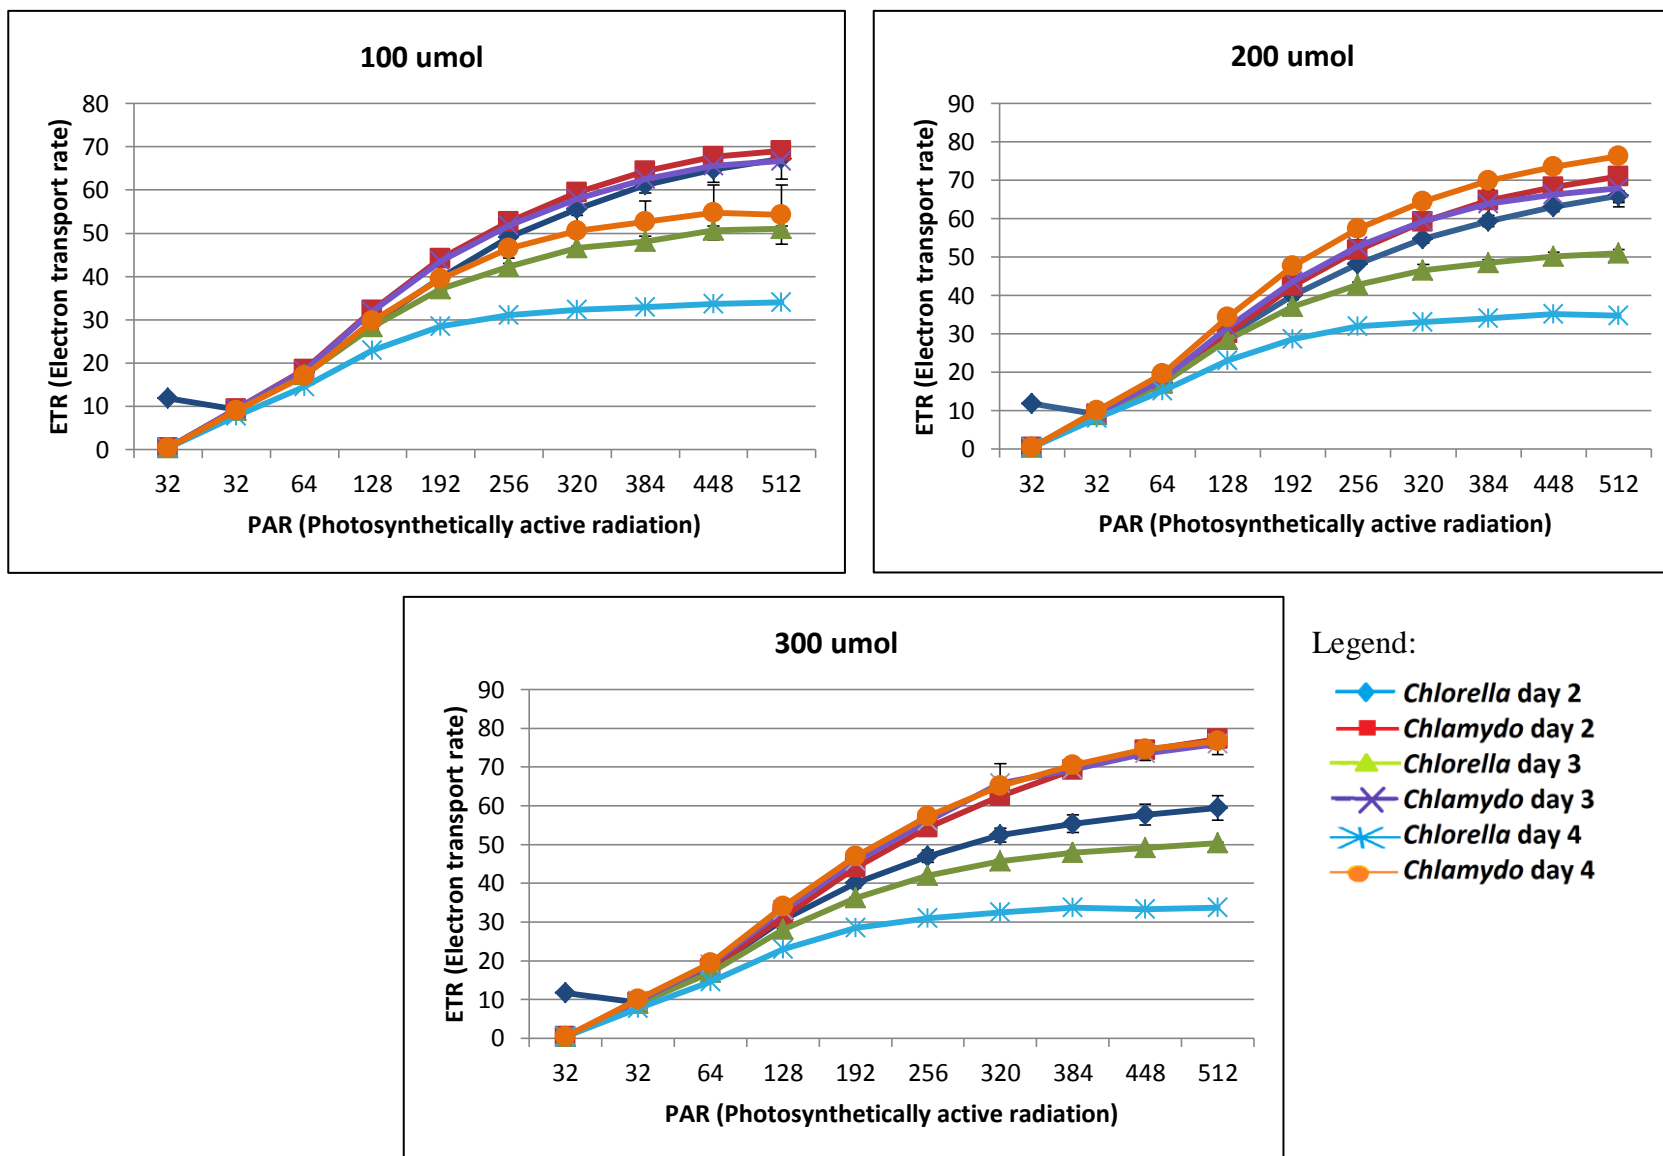 100 umol
ETR (Electron transport rate)
80
70
60
50
40
30
20
10
0
32 32 64 128 192 256 320 384 448 512
PAR (Photosynthetically active radiation)
200 umol
ETR (Electron transport rate)
90
80
70
60
50
40
30
20
10
0
32 32 64 128 192 256 320 384 448 512
PAR (Photosynthetically active radiation)
300 umol
ETR (Electron transport rate)
90
80
70
60
50
40
30
20
10
0
32 32 64 128 192 256 320 384 448 512
PAR (Photosynthetically active radiation)
Legend:
Chlorella day 2
Chlamydo day 2
Chlorella day 3
Chlamydo day 3
Chlorella day 4
Chlamydo day 4